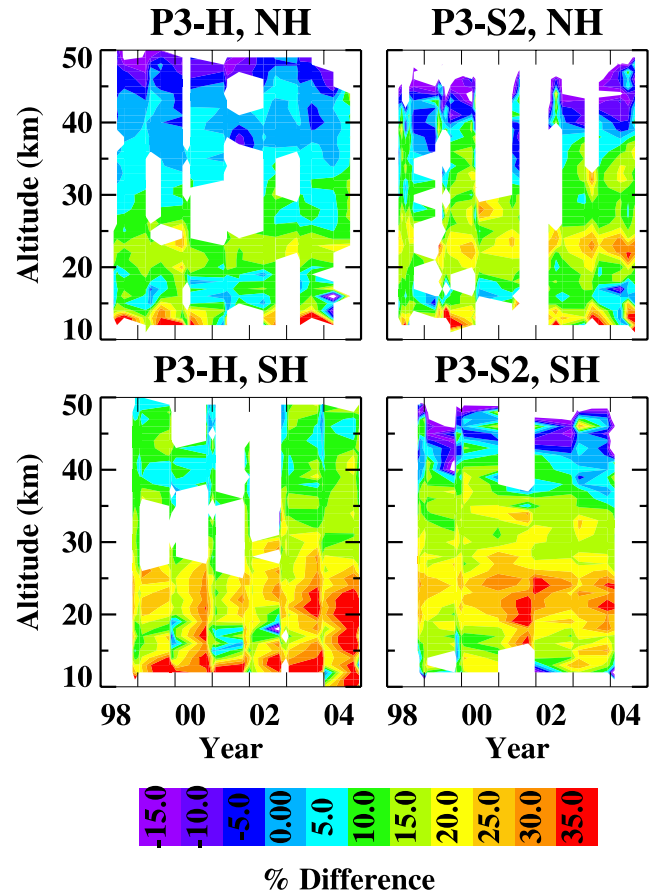 P3-H, NH
P3-S2, NH
50
40
30
20
10
Altitude (km)
P3-H, SH
P3-S2, SH
50
40
30
20
10
Altitude (km)
98 00 02 04
98 00 02 04
Year
Year
-15.0 -10.0 -5.0 0.00 5.0 10.0 15.0 20.0 25.0 30.0 35.0
% Difference